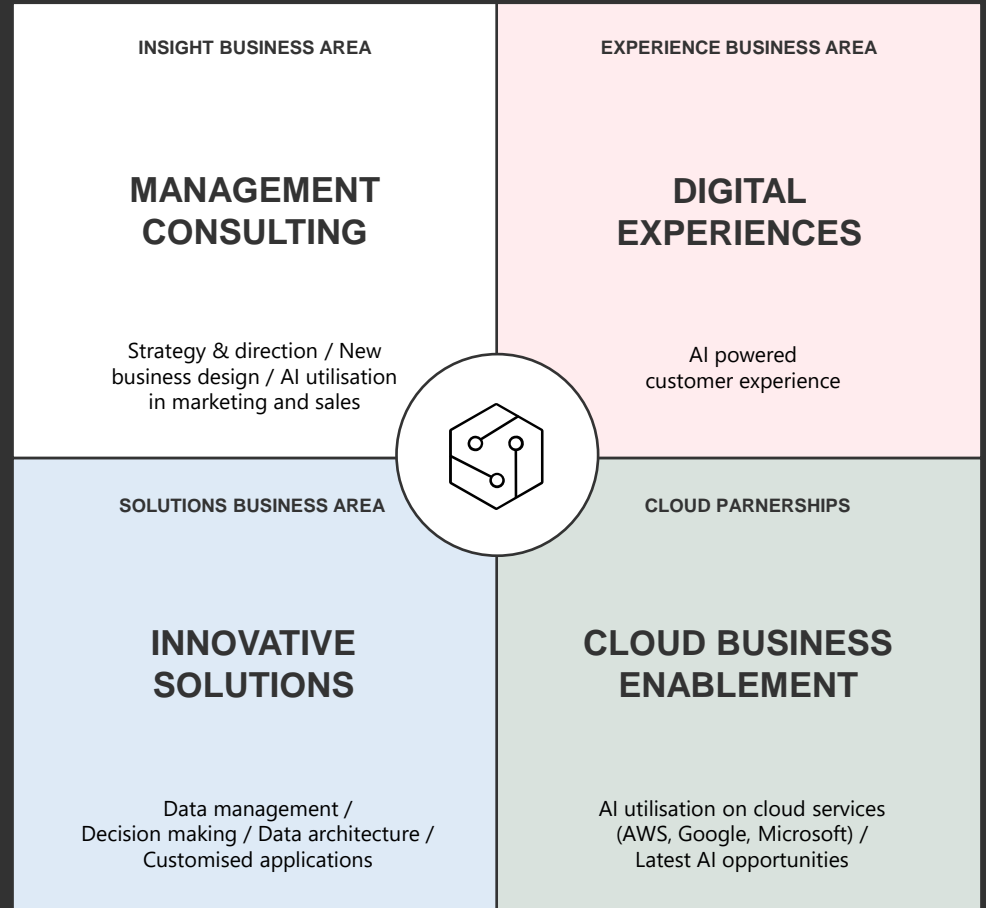 INSIGHT BUSINESS AREA
MANAGEMENT
CONSULTING
Strategy & direction / New
business design / AI utilisation
in marketing and sales
EXPERIENCE BUSINESS AREA
DIGITAL
EXPERIENCES
AI powered
customer experience
SOLUTIONS BUSINESS AREA
INNOVATIVE
SOLUTIONS
Data management /
Decision making / Data architecture /
Customised applications
CLOUD PARNERSHIPS
CLOUD BUSINESS
ENABLEMENT
AI utilisation on cloud services
(AWS, Google, Microsoft) /
Latest AI opportunities